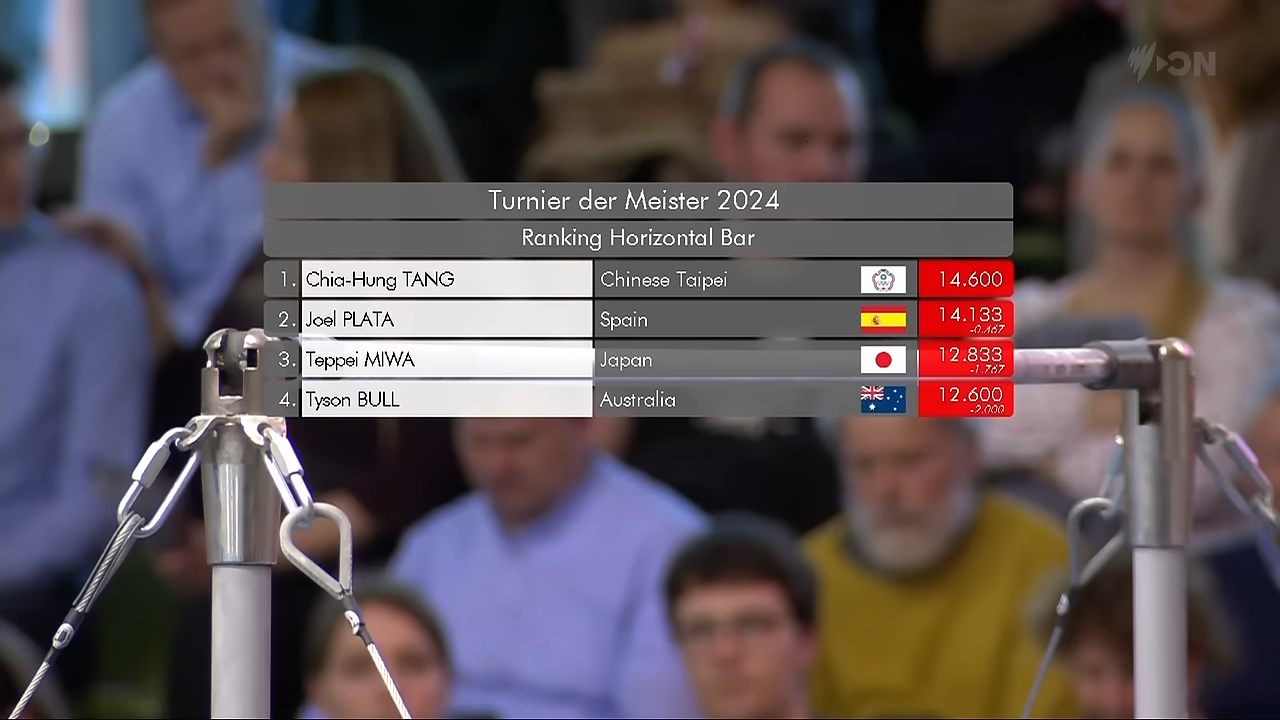 ON
Turnier der Meister 2024
Ranking Horizontal Bar
1. Chia-Hung TANG Chinese Taipei 14.600
2. Joel PLATA Spain 14.133 -0.467
3. Teppei MIWA Japan 12.833 -1.767
4. Tyson BULL Australia 12.600 -2.000